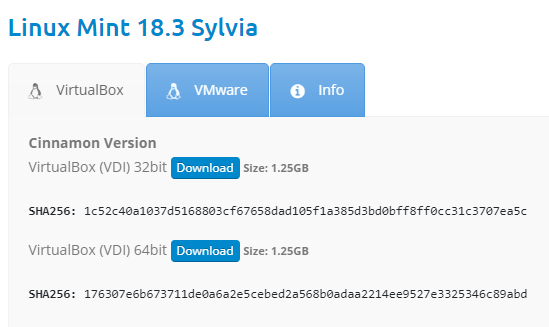 Linux Mint 18.3 Sylvia
VirtualBox VMware Info
Cinnamon Version
VirtualBox (VDI) 32bit Download Size: 1.25GB
SHA256: 1c52c40a1037d5168803cf67658dad105f1a385d3bd0bff8ff0cc31c3707ea5c
VirtualBox (VDI) 64bit Download Size: 1.25GB
SHA256: 176307e6b673711de0a6a2e5cebed2a568b0adaa2214ee9527e3325346c89abd